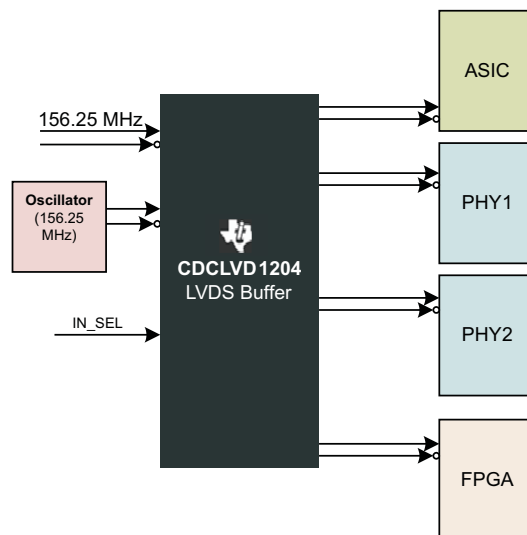 ASIC
156.25 MHz
PHY1
Oscillator
(156.25
MHz)
CDCLVD1204
LVDS Buffer
IN_SEL
PHY2
FPGA